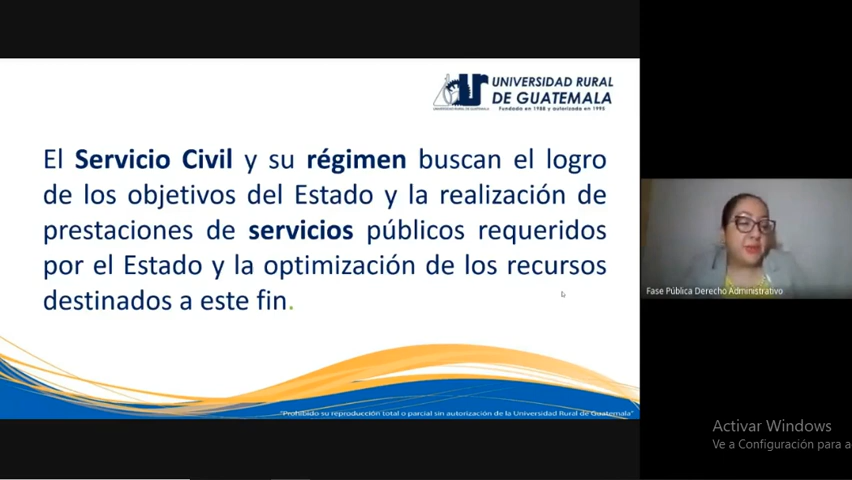 UNIVERSIDAD RURAL
DE GUATEMALA
Fundada en 1988 y autorizada en 1995
El Servicio Civil y su régimen buscan el logro
de los objetivos del Estado y la realización de
prestaciones de servicios públicos requeridos
por el Estado y la optimización de los recursos
destinados a este fin.
"Prohibido su reproducción total o parcial sin autorización de la Universidad Rural de Guatemala"
Fase Pública Derecho Administrativo
Activar Windows
Ve a Configuración para a